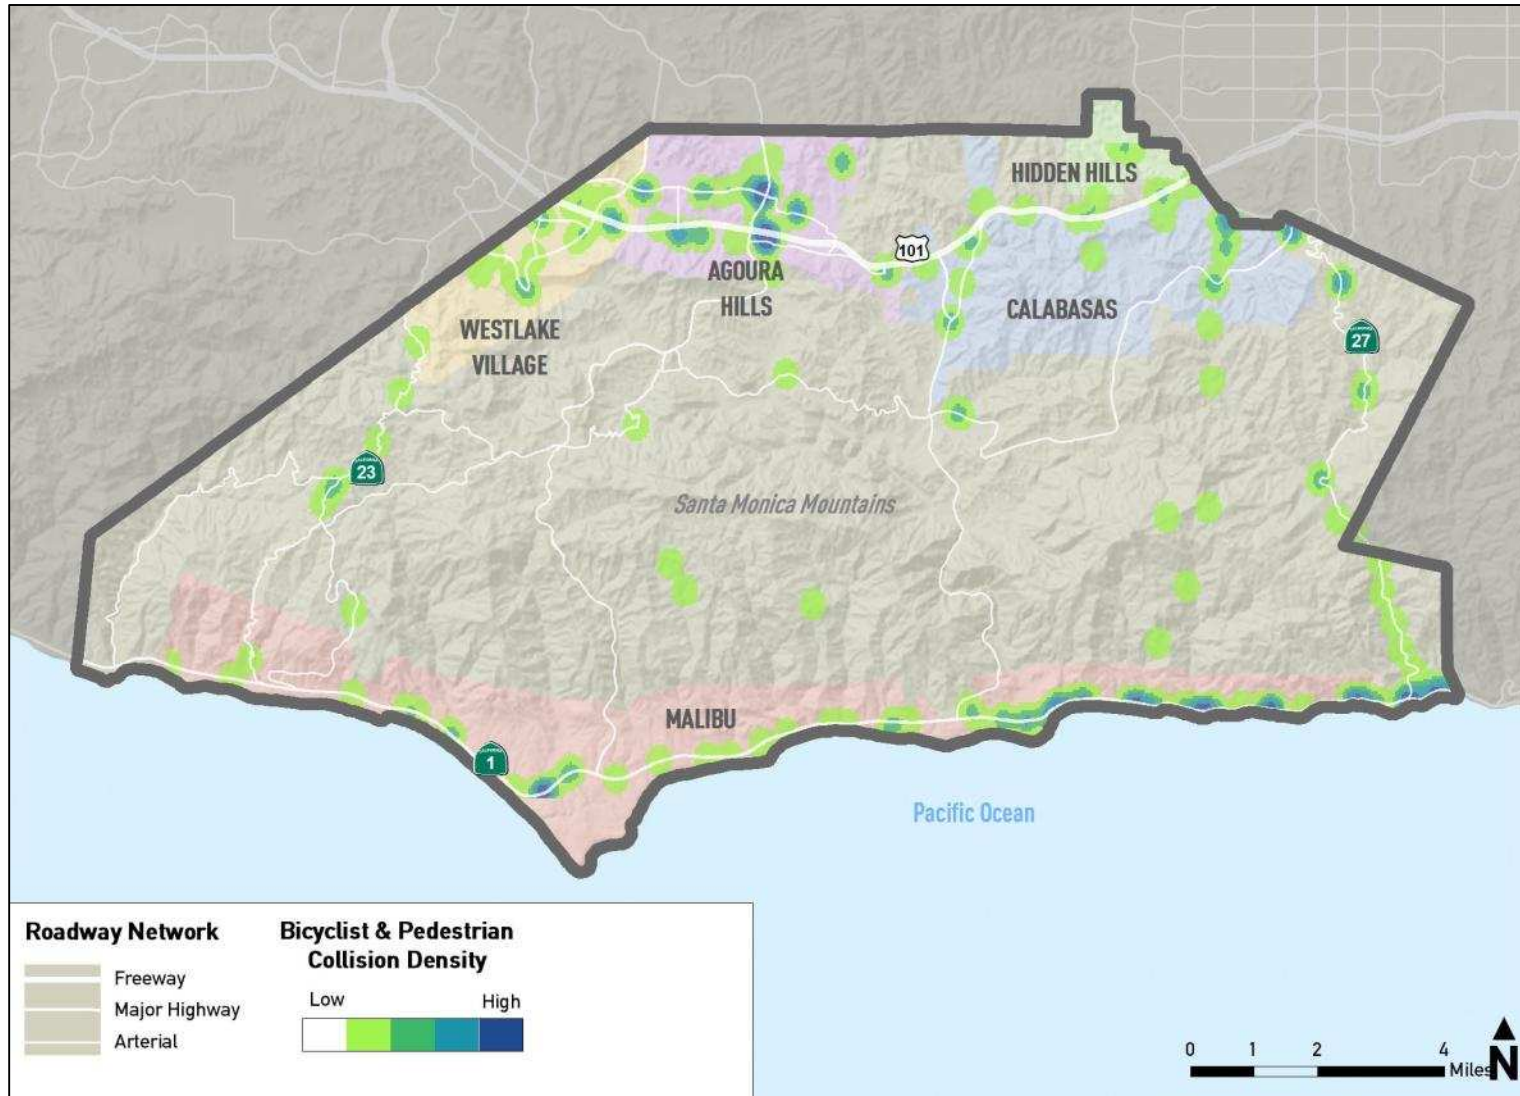 HIDDEN HILLS
101
AGOURA
HILLS
CALABASAS
WESTLAKE
VILLAGE
27
23
Santa Monica Mountains
MALIBU
1
Pacific Ocean
Roadway Network
Freeway
Major Highway
Arterial
Bicyclist & Pedestrian
Collision Density
Low High
0 1 2 4
Miles
N